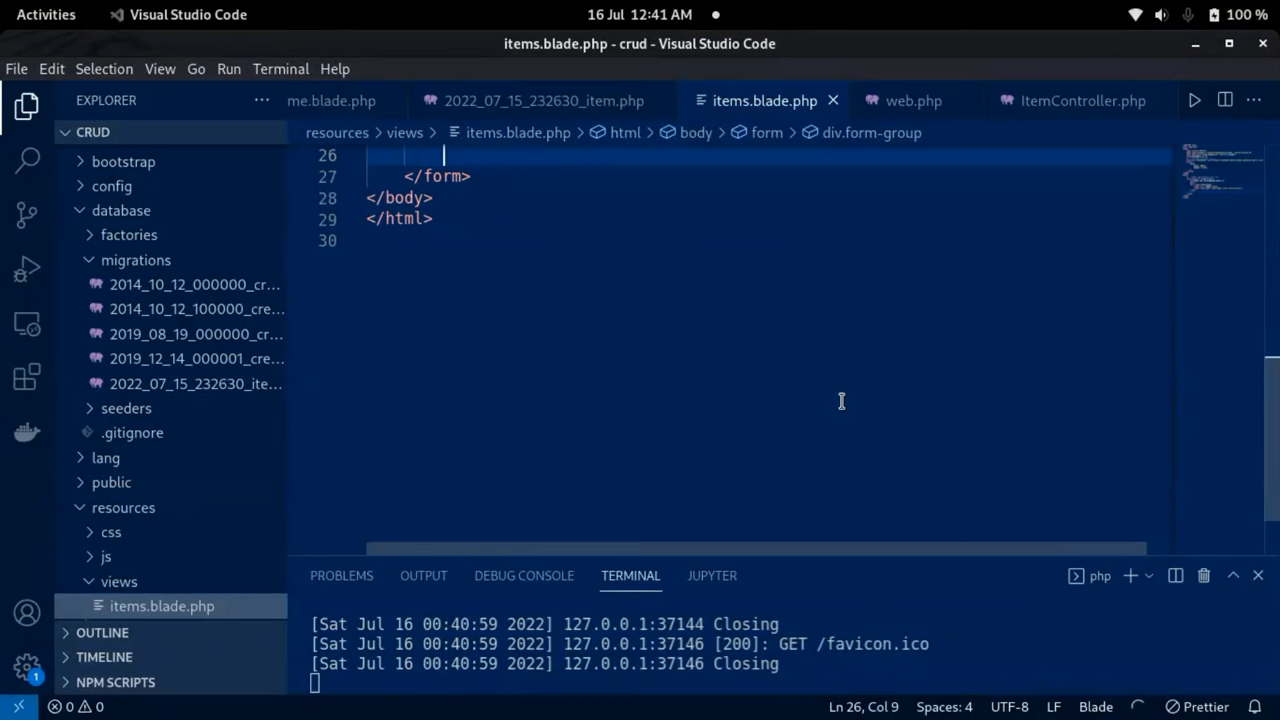 Activities Visual Studio Code 16 Jul 12:41 AM 100 %
items.blade.php - crud - Visual Studio Code
File Edit Selection View Go Run Terminal Help
EXPLORER ... me.blade.php 2022_07_15_232630_item.php items.blade.php web.php ItemController.php
CRUD
resources > views > items.blade.php > html > body > form > div.form-group
bootstrap
config
database
factories
migrations
2014_10_12_000000_cr...
2014_10_12_100000_cre...
2019_08_19_000000_cr...
2019_12_14_000001_cre...
2022_07_15_232630_ite...
seeders
.gitignore
lang
public
resources
css
js
views
items.blade.php
OUTLINE
TIMELINE
NPM SCRIPTS
26
27 </form>
28 </body>
29 </html>
30
PROBLEMS OUTPUT DEBUG CONSOLE TERMINAL JUPYTER php
[Sat Jul 16 00:40:59 2022] 127.0.0.1:37144 Closing
[Sat Jul 16 00:40:59 2022] 127.0.0.1:37146 [200]: GET /favicon.ico
[Sat Jul 16 00:40:59 2022] 127.0.0.1:37146 Closing
1
0 0 Ln 26, Col 9 Spaces: 4 UTF-8 LF Blade Prettier